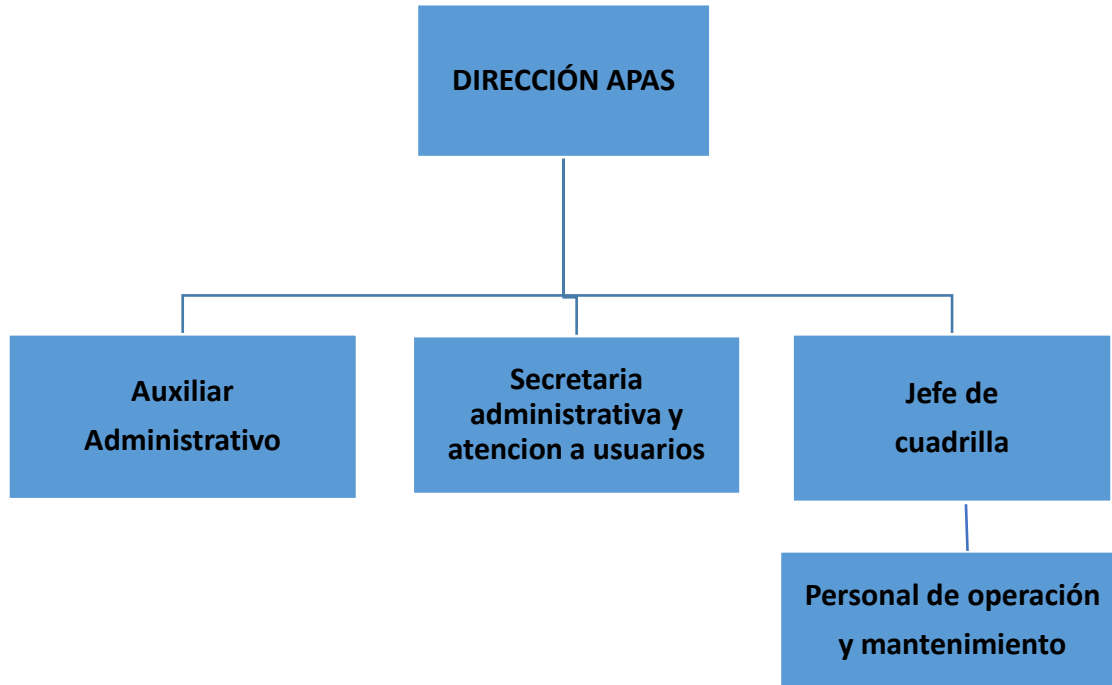 DIRECCIÓN APAS
Auxiliar
Administrativo
Secretaria
administrativa y
atencion a usuarios
Jefe de
cuadrilla
Personal de operación
y mantenimiento